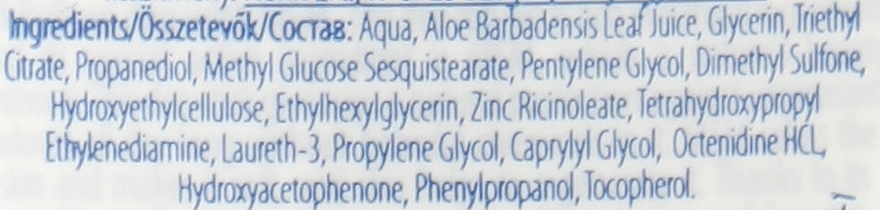 Ingredients/Összetevők/Состав: Aqua, Aloe Barbadensis Leaf Juice, Glycerin, Triethyl
Citrate, Propanediol, Methyl Glucose Sesquistearate, Pentylene Glycol, Dimethyl Sulfone,
Hydroxyethylcellulose, Ethylhexylglycerin, Zinc Ricinoleate, Tetrahydroxypropyl
Ethylenediamine, Laureth-3, Propylene Glycol, Caprylyl Glycol, Octenidine HCL,
Hydroxyacetophenone, Phenylpropanol, Tocopherol.